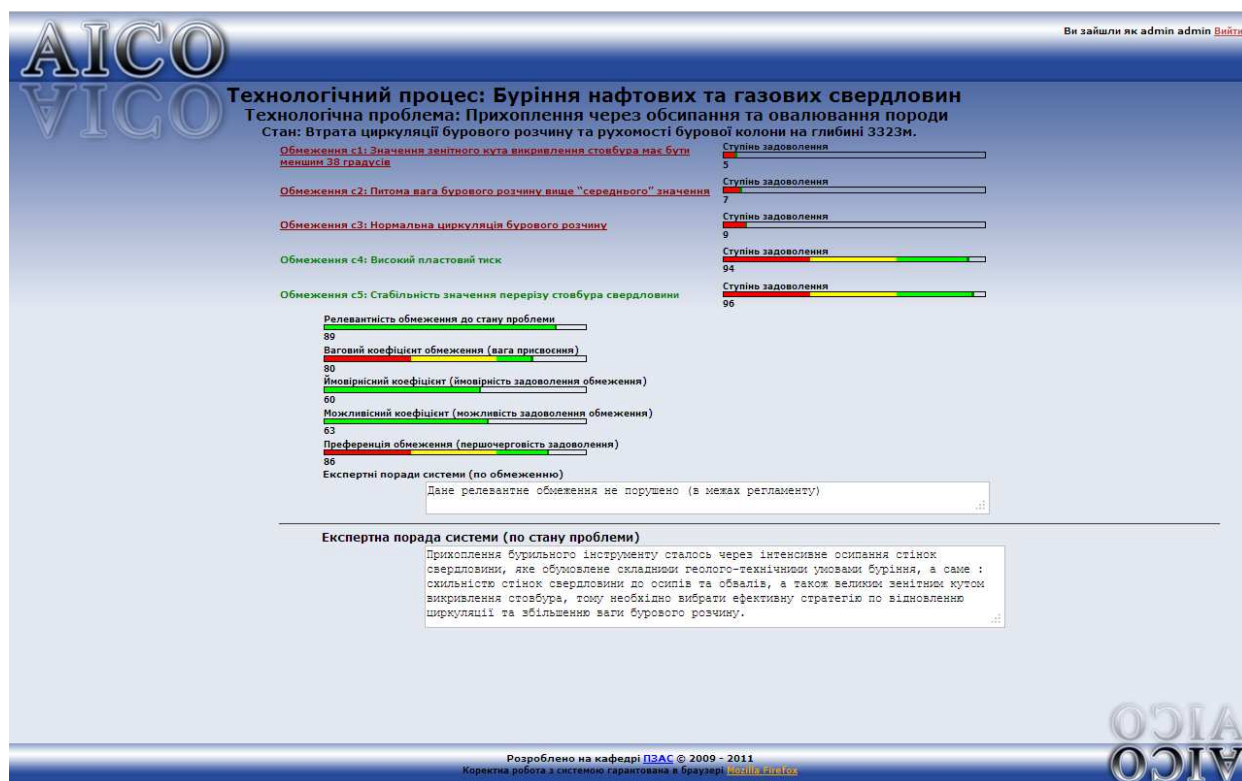 AICO
Ви зайшли як admin admin Вийти
Технологічний процес: Буріння нафтових та газових свердловин
Технологічна проблема: Прихоплення через обсипання та овалювання породи
Стан: Втрата циркуляції бурового розчину та рухомості бурової колони на глибині 3323м.
Обмеження c1: Значення зенітного кута викривлення стовбура має бути
меншим 38 градусів
Ступінь задоволення
5
Обмеження c2: Питома вага бурового розчину вище "середнього" значення
Ступінь задоволення
7
Обмеження c3: Нормальна циркуляція бурового розчину
Ступінь задоволення
9
Обмеження c4: Високий пластовий тиск
Ступінь задоволення
94
Обмеження c5: Стабільність значення перерізу стовбура свердловини
Ступінь задоволення
96
Релевантність обмеження до стану проблеми
89
Ваговий коефіцієнт обмеження (вага присвоєння)
80
Ймовірнісний коефіцієнт (ймовірність задоволення обмеження)
60
Можливісний коефіцієнт (можливість задоволення обмеження)
63
Преференція обмеження (першочерговість задоволення)
86
Експертні поради системи (по обмеженню)
Дане релевантне обмеження не порушено (в межах регламенту)
Експертна порада системи (по стану проблеми)
Прихоплення бурильного інструменту сталось через інтенсивне осипання стінок
свердловини, яке обумовлене складними геолого-технічними умовами буріння, а саме :
схильністю стінок свердловини до осипів та обвалів, а також великим зенітним кутом
викривлення стовбура, тому необхідно вибрати ефективну стратегію по відновленню
циркуляції та збільшенню ваги бурового розчину.
Розроблено на кафедрі ПЗАС © 2009 - 2011
Коректна робота з системою гарантована в браузері Mozilla Firefox
AICO